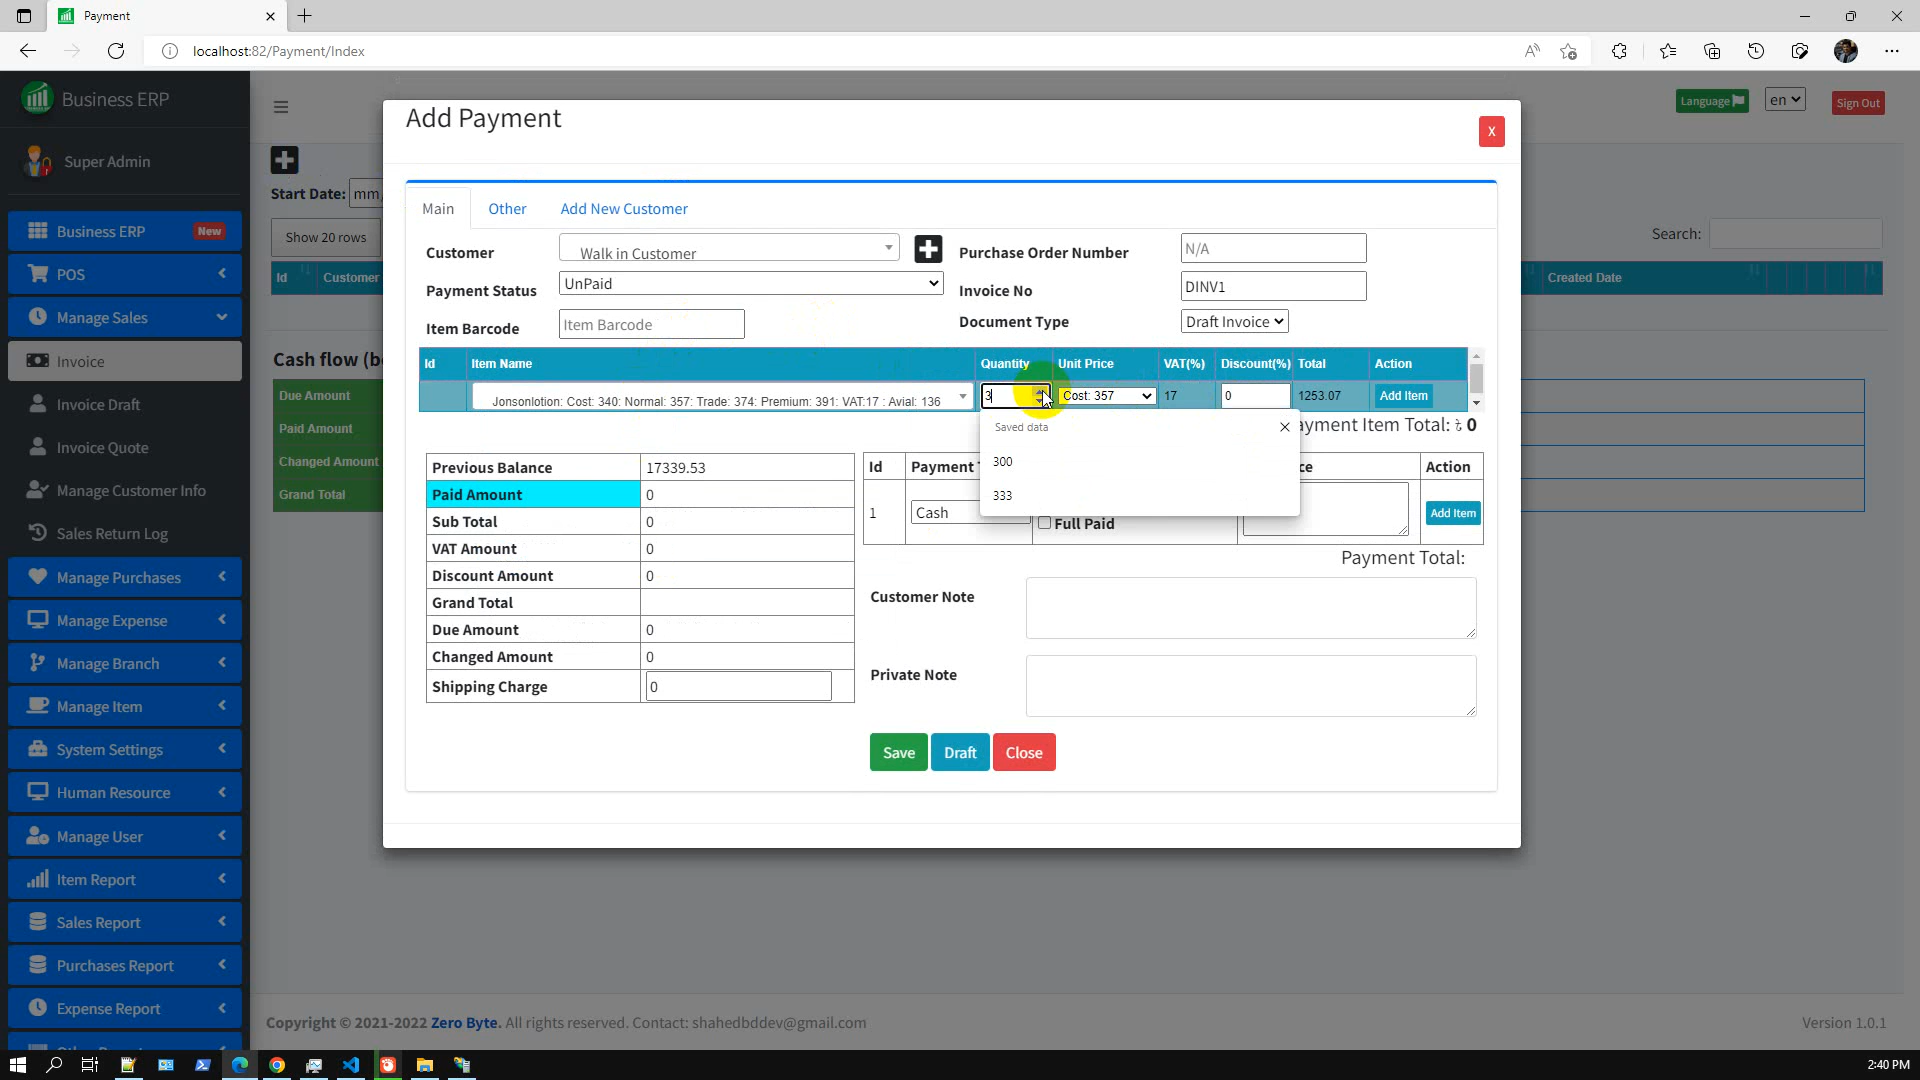 Payment
localhost:82/Payment/Index
Business ERP
Language
en
Sign Out
Super Admin
Start Date: mm
Show 20 rows
Search:
Id Customer
Created Date
Cash flow (b
Due Amount
Paid Amount
Changed Amount
Grand Total
Business ERP New
POS
Manage Sales
Invoice
Invoice Draft
Invoice Quote
Manage Customer Info
Sales Return Log
Manage Purchases
Manage Expense
Manage Branch
Manage Item
System Settings
Human Resource
Manage User
Item Report
Sales Report
Purchases Report
Expense Report
Add Payment
X
Main Other Add New Customer
Customer Walk in Customer
Purchase Order Number N/A
Payment Status UnPaid
Invoice No DINV1
Item Barcode Item Barcode
Document Type Draft Invoice
Id Item Name Quantity Unit Price VAT(%) Discount(%) Total Action
Jonsonlotion: Cost: 340: Normal: 357: Trade: 374: Premium: 391: VAT:17 : Avial: 136 3 Cost: 357 17 0 1253.07 Add Item
Saved data
300
333
ayment Item Total: ৳ 0
Previous Balance 17339.53
Paid Amount 0
Sub Total 0
VAT Amount 0
Discount Amount 0
Grand Total
Due Amount 0
Changed Amount 0
Shipping Charge 0
Id Payment ce Action
1 Cash Full Paid Add Item
Payment Total:
Customer Note
Private Note
Save Draft Close
Copyright © 2021-2022 Zero Byte. All rights reserved. Contact: shahedbddev@gmail.com
Version 1.0.1
2:40 PM